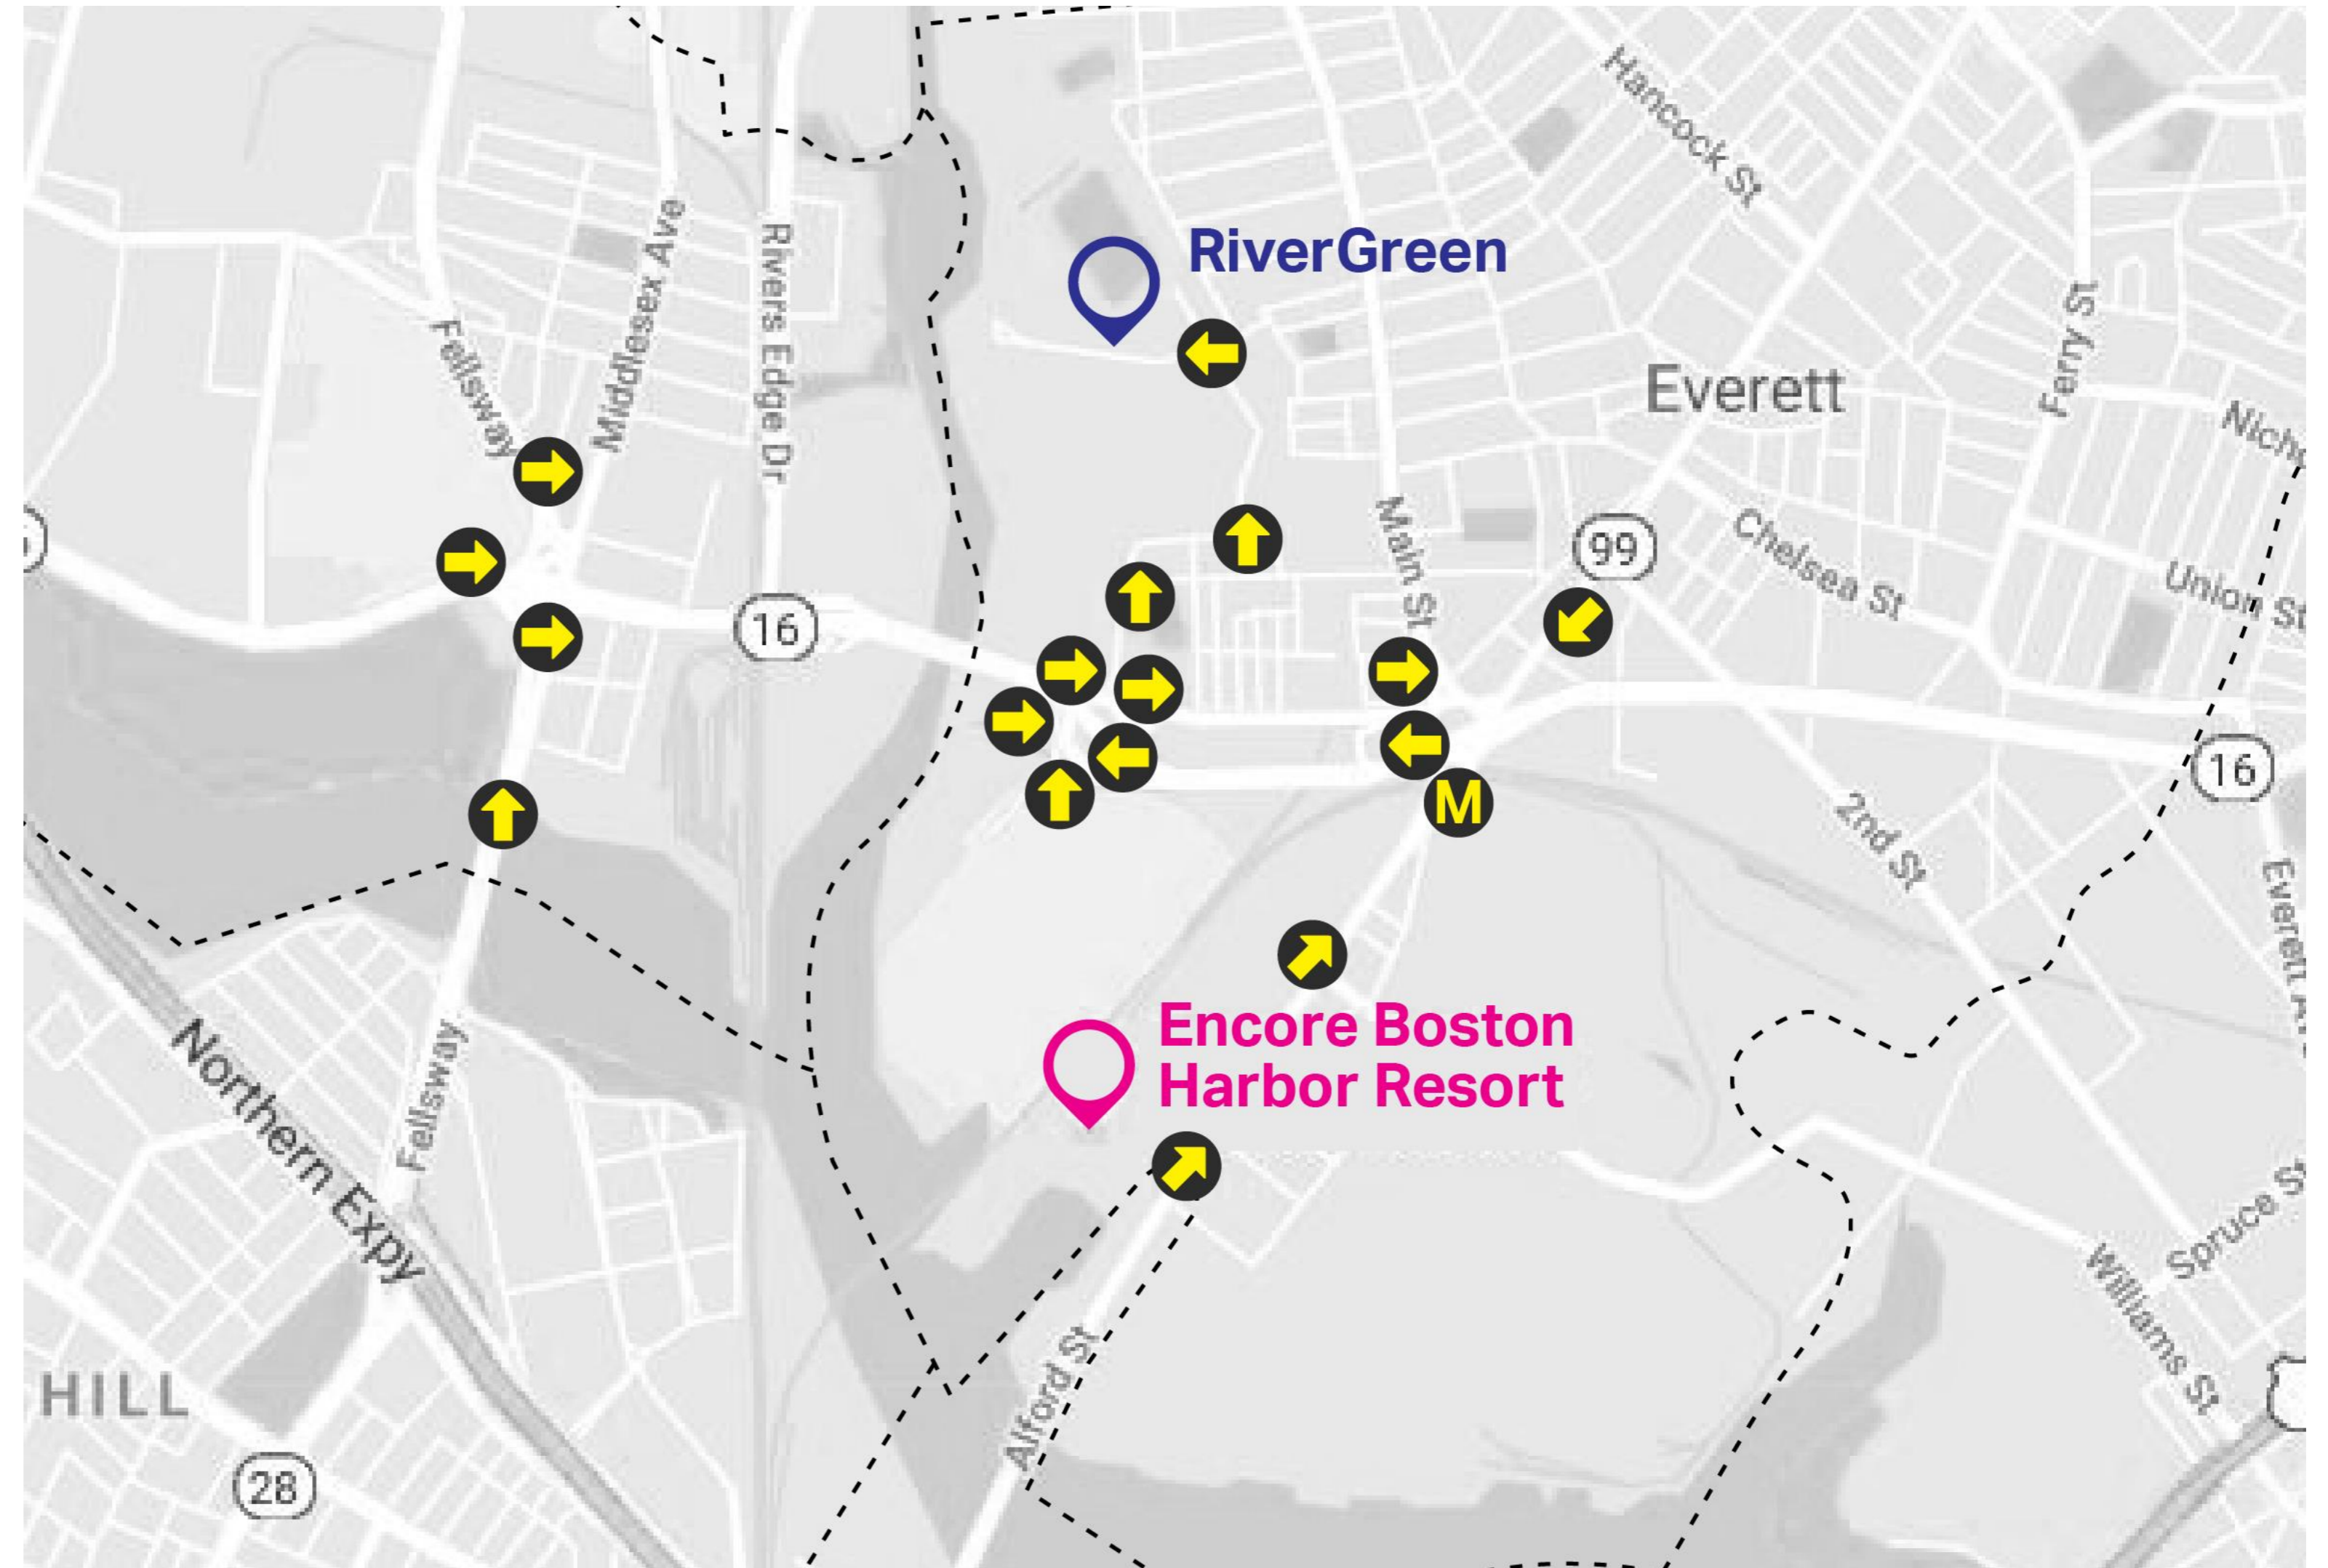 Hancock St
Middlesex Ave
Rivers Edge Dr
RiverGreen
Fellsway
Everett
Ferry St
Main St
99
Chelsea St
Union St
16
M
16
2nd St
Everett
Encore Boston
Harbor Resort
Northern Expy
Fellsway
Spruce St
Williams St
Alford St
HILL
28